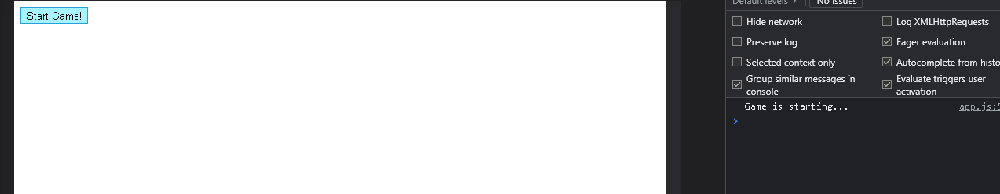 Start Game!
Default levels
No Issues
Hide network
Log XMLHttpRequests
Preserve log
Eager evaluation
Selected context only
Autocomplete from histo
Group similar messages in
console
Evaluate triggers user
activation
Game is starting...
app.js:5